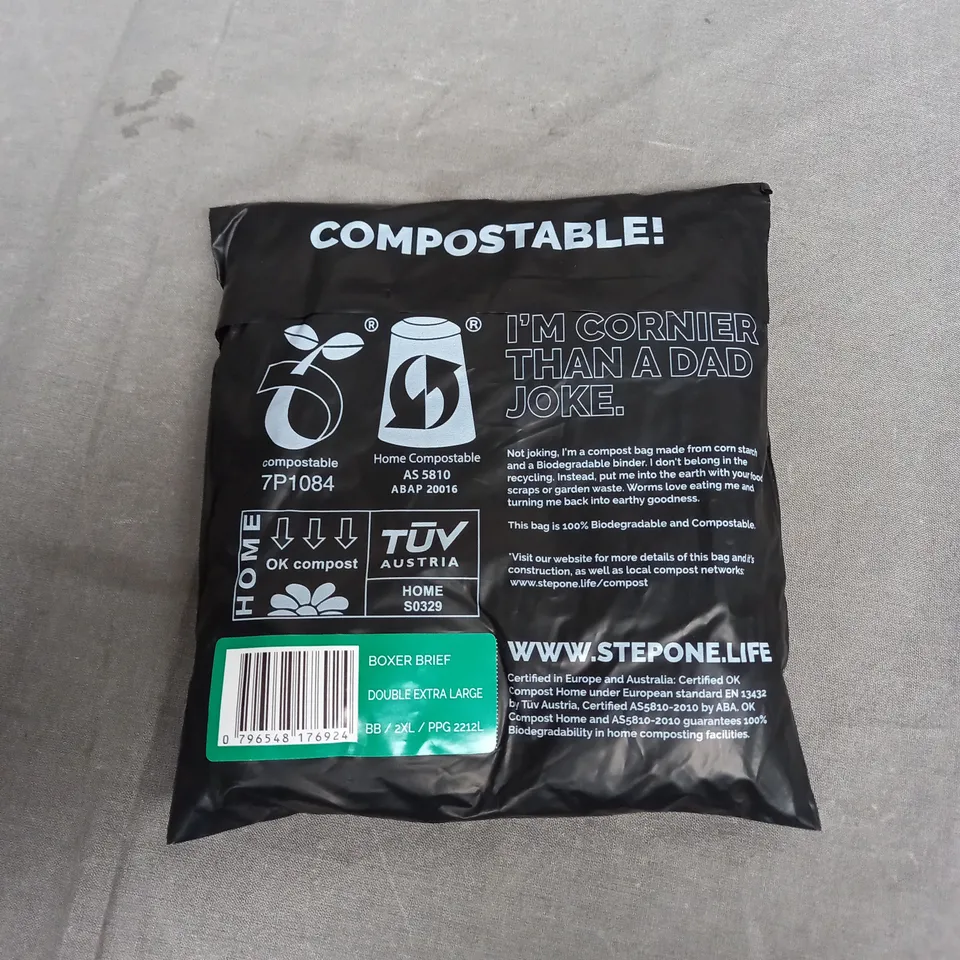 COMPOSTABLE!
®
®
compostable
7P1084
Home Compostable
AS 5810
ABAP 20016
I'M CORNIER
THAN A DAD
JOKE.
Not joking, I'm a compost bag made from corn starch
and a Biodegradable binder. I don't belong in the
recycling. Instead, put me into the earth with your food
scraps or garden waste. Worms love eating me and
turning me back into earthy goodness.
This bag is 100% Biodegradable and Compostable.
*Visit our website for more details of this bag and it's
construction, as well as local compost networks:
www.stepone.life/compost
HOME
OK compost
TÜV
AUSTRIA
HOME
S0329
WWW.STEPONE.LIFE
Certified in Europe and Australia: Certified OK
Compost Home under European standard EN 13432
by Tüv Austria, Certified AS5810-2010 by ABA. OK
Compost Home and AS5810-2010 guarantees 100%
Biodegradability in home composting facilities.
BOXER BRIEF
DOUBLE EXTRA LARGE
BB / 2XL / PPG 2212L
0 796548 176924